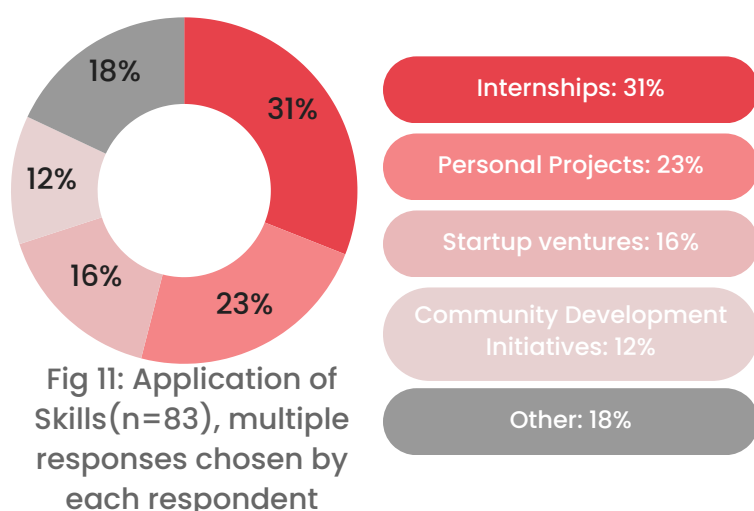 18%
31%
12%
16%
23%
Fig 11: Application of
Skills(n=83), multiple
responses chosen by
each respondent
Internships: 31%
Personal Projects: 23%
Startup ventures: 16%
Community Development
Initiatives: 12%
Other: 18%